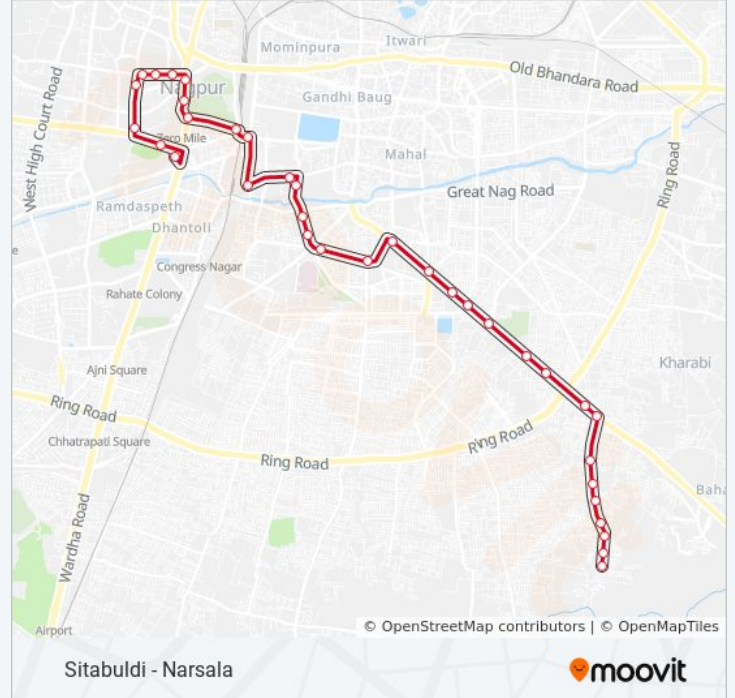 Mominpura
Itwari
Old Bhandara Road
Nagpur
Gandhi Baug
West High Court Road
Zero Mile
Mahal
Ring Road
Great Nag Road
Ramdaspeth
Dhantoli
e
Congress Nagar
Rahate Colony
Kharabi
Ajni Square
Ring Road
Ring Road
Chhatrapati Square
Ring Road
Baha
Wardha Road
Airport
© OpenStreetMap contributors | © OpenMapTiles
Sitabuldi - Narsala
moovit